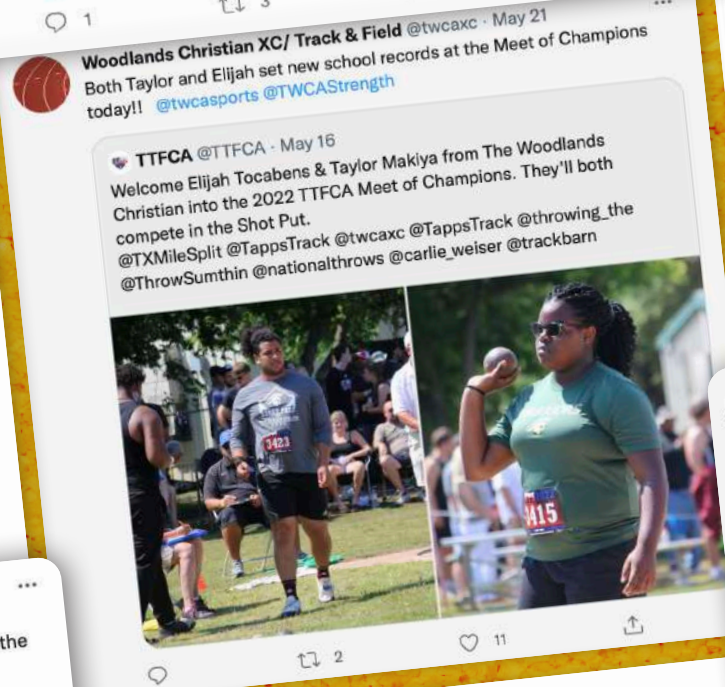 1 3
Woodlands Christian XC/ Track & Field @twcaxc · May 21
Both Taylor and Elijah set new school records at the Meet of Champions
today!! @twcasports @TWCAStrength
TTFCA @TTFCA · May 16
Welcome Elijah Tocabens & Taylor Makiya from The Woodlands
Christian into the 2022 TTFCA Meet of Champions. They'll both
compete in the Shot Put.
@TXMileSplit @TappsTrack @twcaxc @TappsTrack @throwing_the
@ThrowSumthin @nationalthrows @carlie_weiser @trackbarn
3423
3415
2 11
the